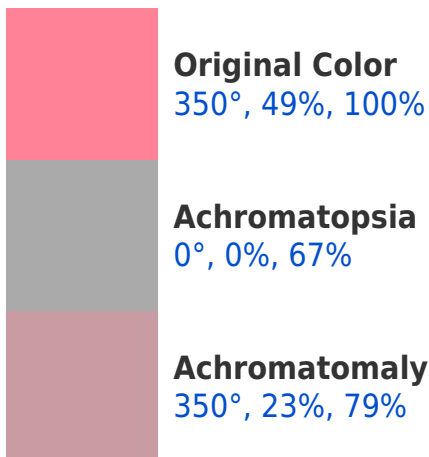 Original Color
350°, 49%, 100%
Achromatopsia
0°, 0%, 67%
Achromatomaly
350°, 23%, 79%